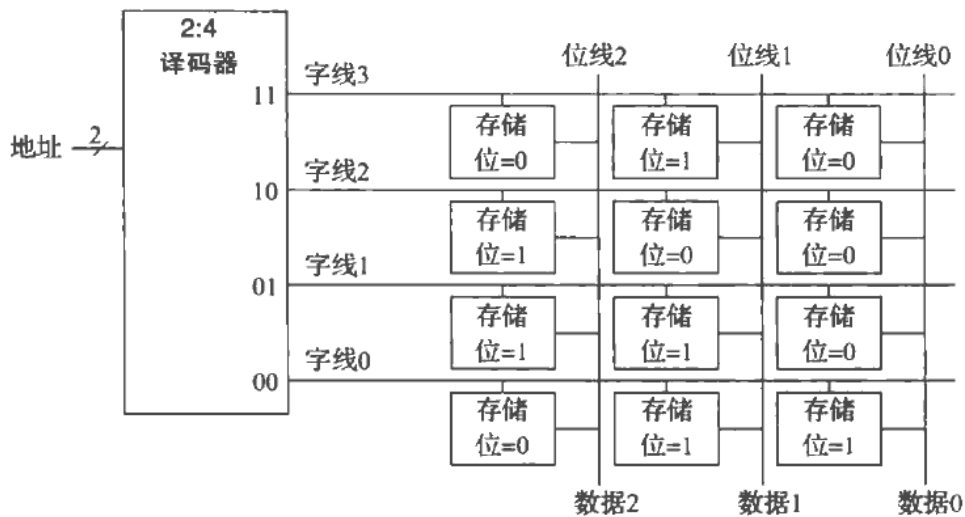 2:4
译码器
位线2 位线1 位线0
字线3
11
存储 存储 存储
位=0 位=1 位=0
地址 2
字线2
10
存储 存储 存储
位=1 位=0 位=0
字线1
01
存储 存储 存储
位=1 位=1 位=0
字线0
00
存储 存储 存储
位=0 位=1 位=1
数据2 数据1 数据0